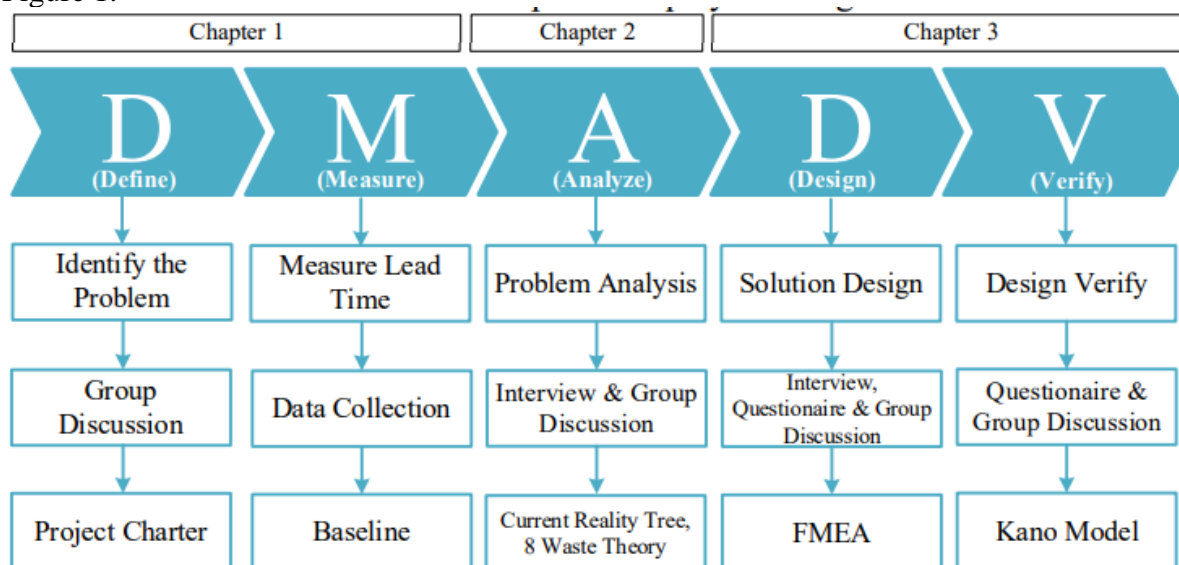 Figure 1.
Chapter 1
Chapter 2
Chapter 3
D
(Define)
M
(Measure)
A
(Analyze)
D
(Design)
V
(Verify)
Identify the
Problem
Measure Lead
Time
Problem Analysis
Solution Design
Design Verify
Group
Discussion
Data Collection
Interview & Group
Discussion
Interview,
Questionaire & Group
Discussion
Questionaire &
Group Discussion
Project Charter
Baseline
Current Reality Tree,
8 Waste Theory
FMEA
Kano Model